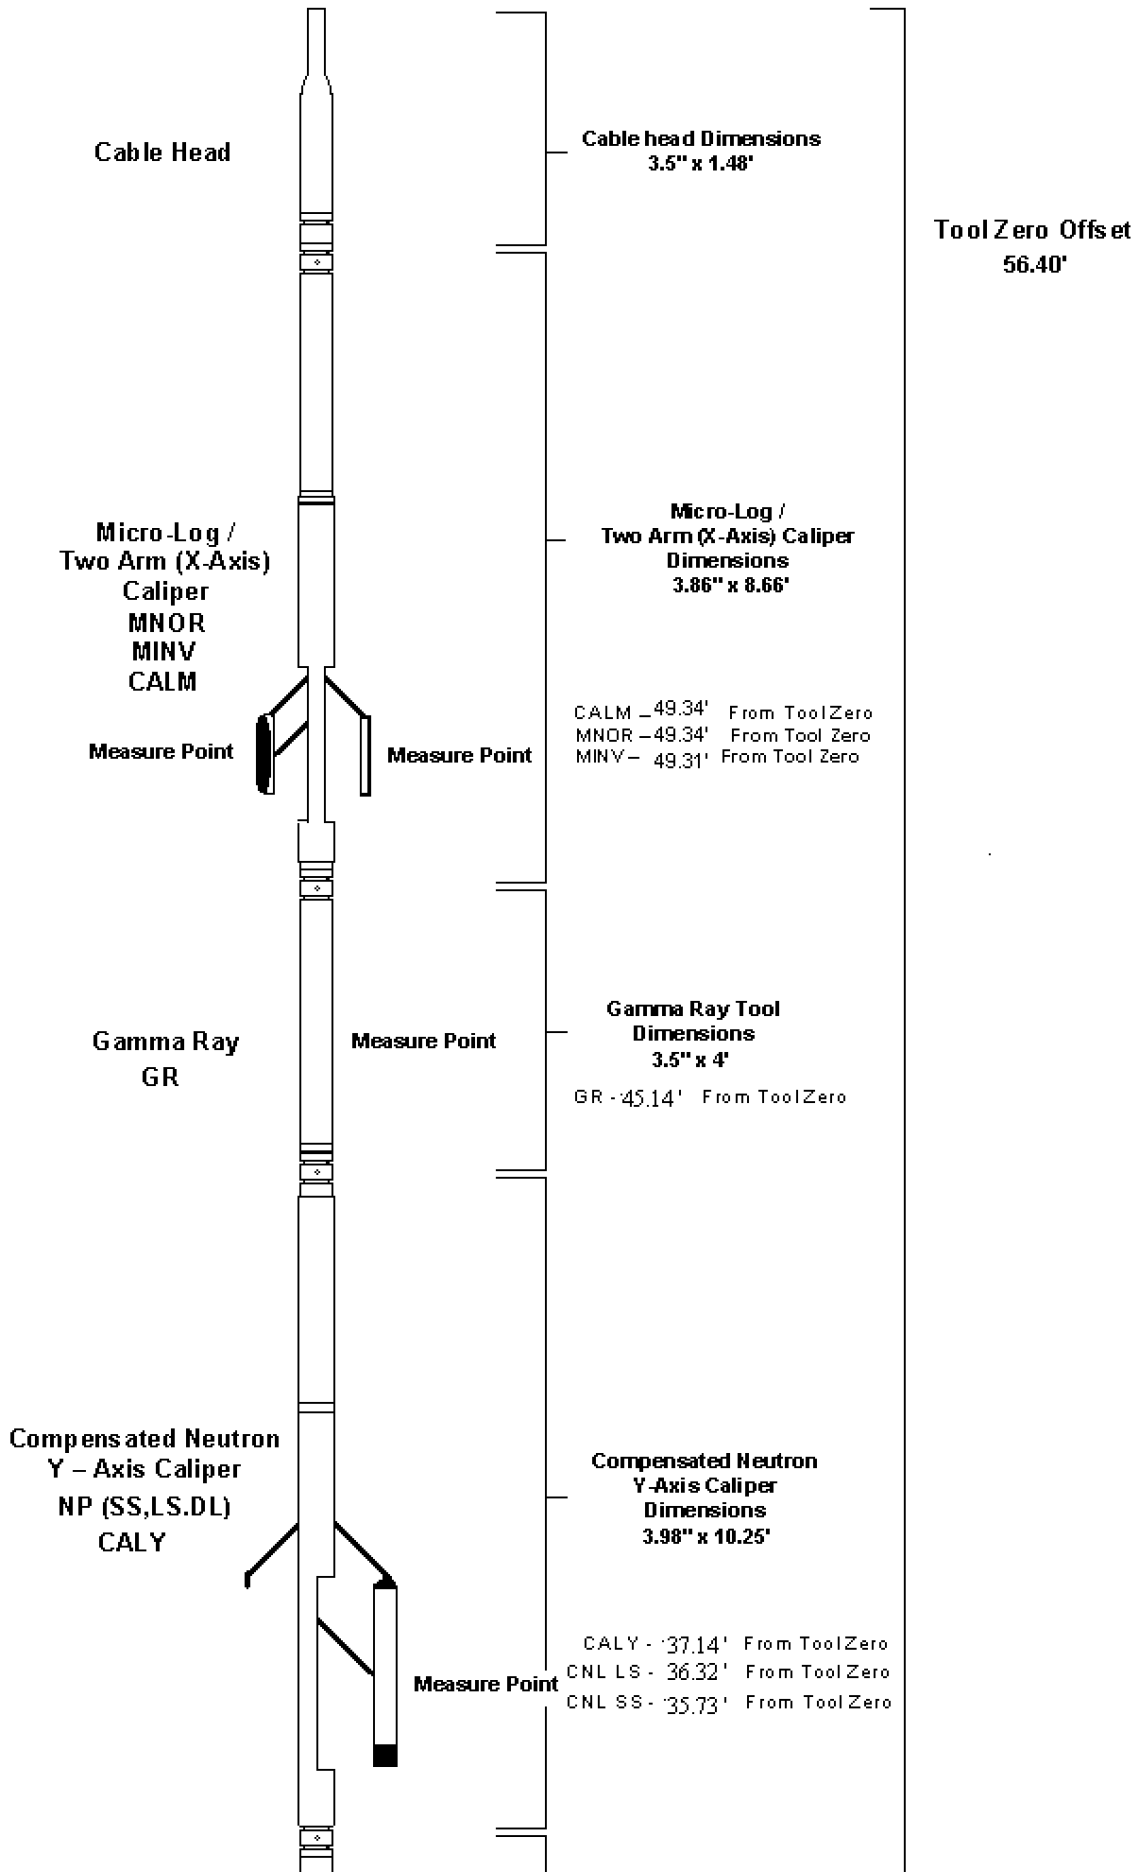 Cable Head
Cable head Dimensions
3.5" x 1.48'
Tool Zero Offset
56.40'
Micro-Log /
Two Arm (X-Axis)
Caliper
MNOR
MINV
CALM
Micro-Log /
Two Arm (X-Axis) Caliper
Dimensions
3.86" x 8.66'
Measure Point
Measure Point
CALM – 49.34' From Tool Zero
MNOR – 49.34' From Tool Zero
MINV – 49.31' From Tool Zero
Gamma Ray
GR
Measure Point
Gamma Ray Tool
Dimensions
3.5" x 4'
GR - 45.14' From Tool Zero
Compensated Neutron
Y – Axis Caliper
NP (SS,LS.DL)
CALY
Compensated Neutron
Y-Axis Caliper
Dimensions
3.98" x 10.25'
Measure Point
CALY - 37.14' From Tool Zero
CNL LS - 36.32' From Tool Zero
CNL SS - 35.73' From Tool Zero